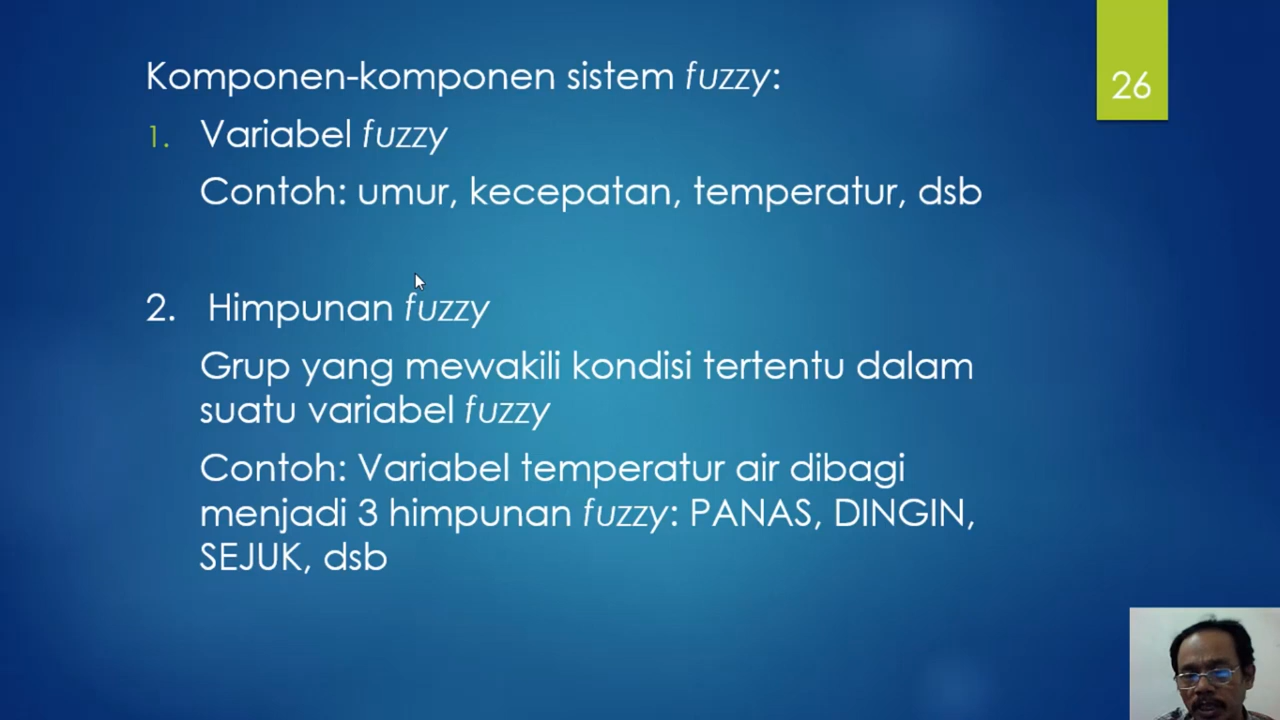 Komponen-komponen sistem fuzzy:
26
1. Variabel fuzzy
Contoh: umur, kecepatan, temperatur, dsb
2. Himpunan fuzzy
Grup yang mewakili kondisi tertentu dalam
suatu variabel fuzzy
Contoh: Variabel temperatur air dibagi
menjadi 3 himpunan fuzzy: PANAS, DINGIN,
SEJUK, dsb